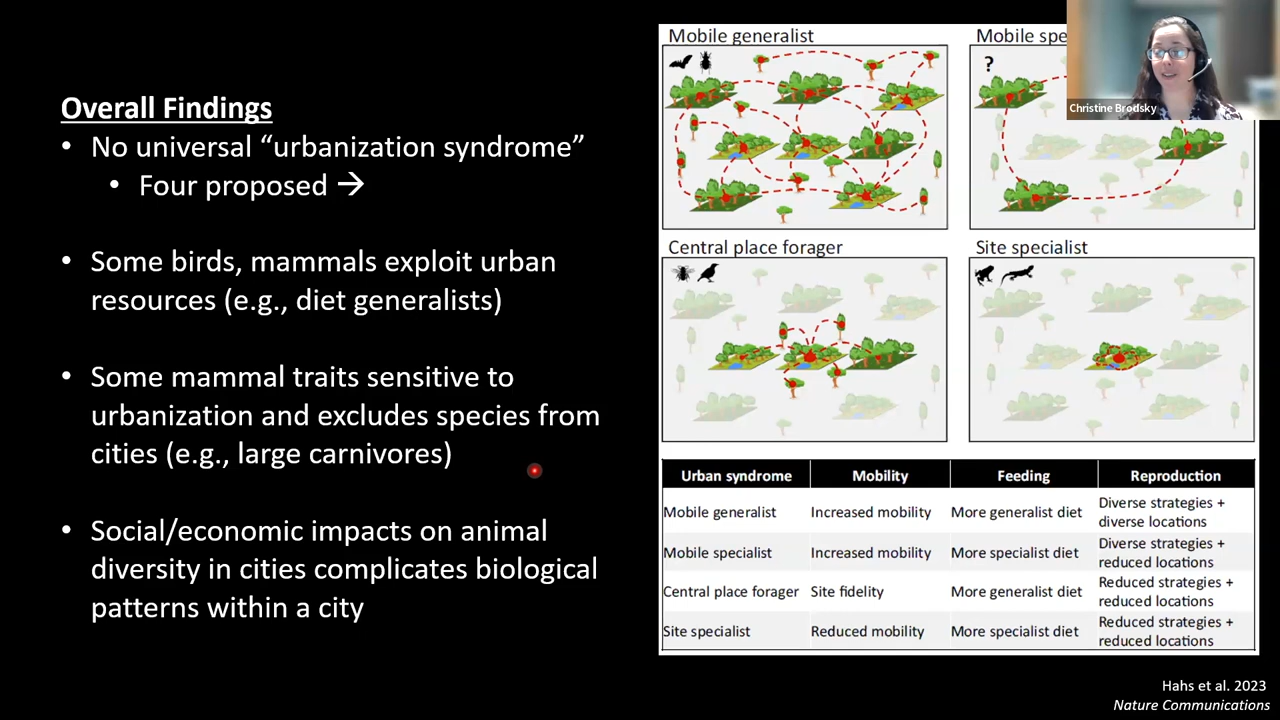 Overall Findings
• No universal “urbanization syndrome”
• Four proposed →
• Some birds, mammals exploit urban
resources (e.g., diet generalists)
• Some mammal traits sensitive to
urbanization and excludes species from
cities (e.g., large carnivores)
• Social/economic impacts on animal
diversity in cities complicates biological
patterns within a city
Mobile generalist
Mobile
?
Christine Brodsky
Central place forager
Site specialist
Urban syndrome Mobility Feeding Reproduction
Mobile generalist Increased mobility More generalist diet Diverse strategies +
diverse locations
Mobile specialist Increased mobility More specialist diet Diverse strategies +
reduced locations
Central place forager Site fidelity More generalist diet Reduced strategies +
reduced locations
Site specialist Reduced mobility More specialist diet Reduced strategies +
reduced locations
Hahs et al. 2023
Nature Communications